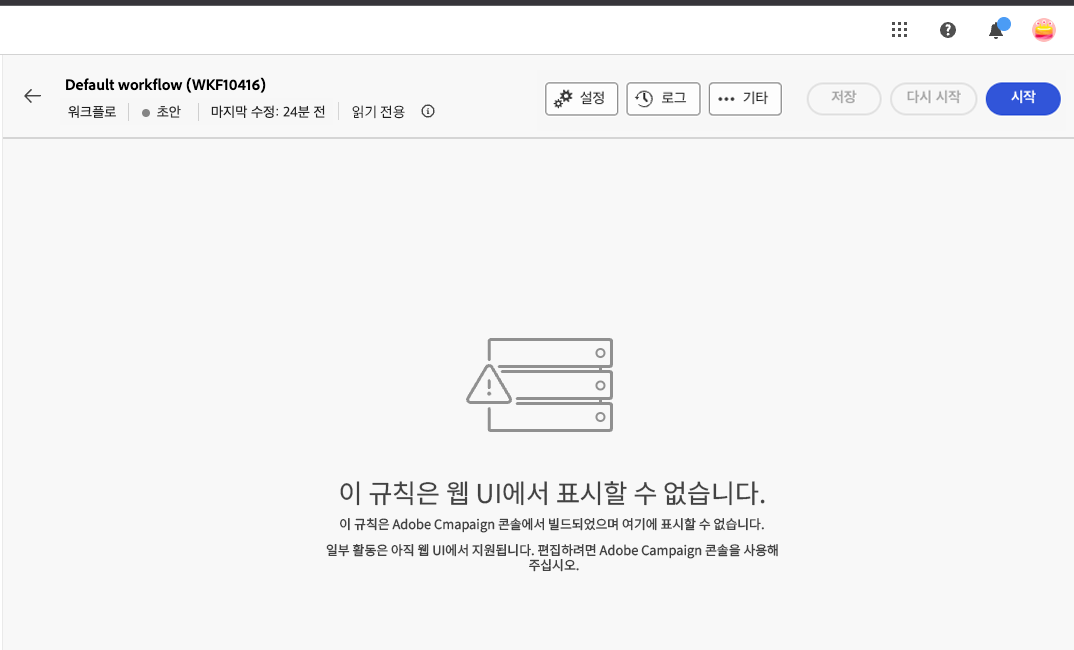 Default workflow (WKF10416)
워크플로 초안 마지막 수정: 24분 전 읽기 전용
설정 로그 기타 저장 다시 시작 시작
이 규칙은 웹 UI에서 표시할 수 없습니다.
이 규칙은 Adobe Cmapaign 콘솔에서 빌드되었으며 여기에 표시할 수 없습니다.
일부 활동은 아직 웹 UI에서 지원됩니다. 편집하려면 Adobe Campaign 콘솔을 사용해
주십시오.